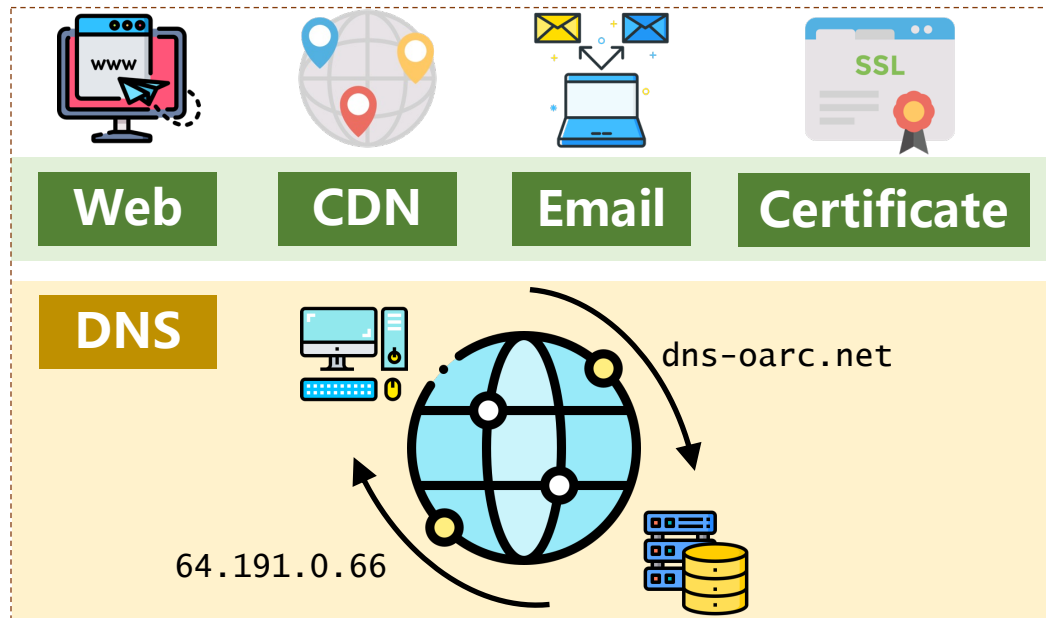 www
SSL
Web
CDN
Email
Certificate
DNS
dns-oarc.net
64.191.0.66